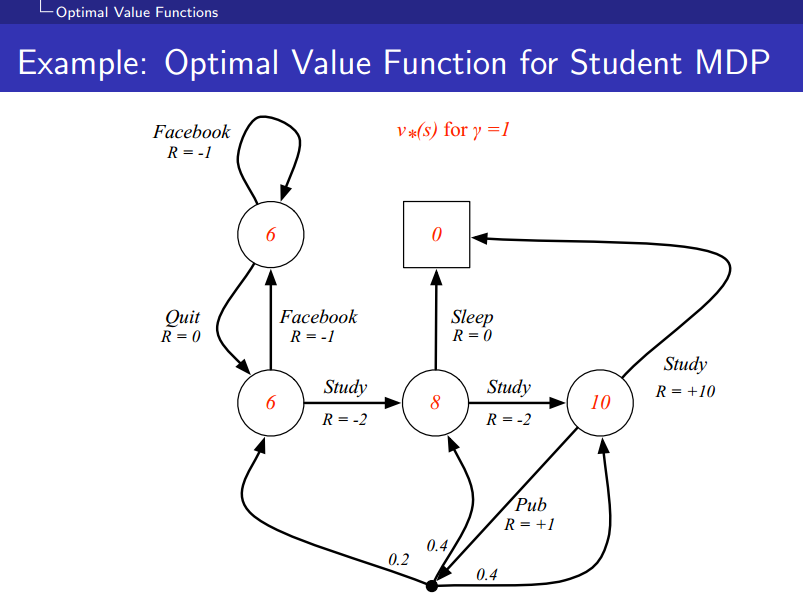 Optimal Value Functions
Example: Optimal Value Function for Student MDP
Facebook
R = -1
v*(s) for γ =1
6
0
Quit
R = 0
Facebook
R = -1
Sleep
R = 0
Study
R = +10
6
Study
R = -2
8
Study
R = -2
10
Pub
R = +1
0.2
0.4
0.4